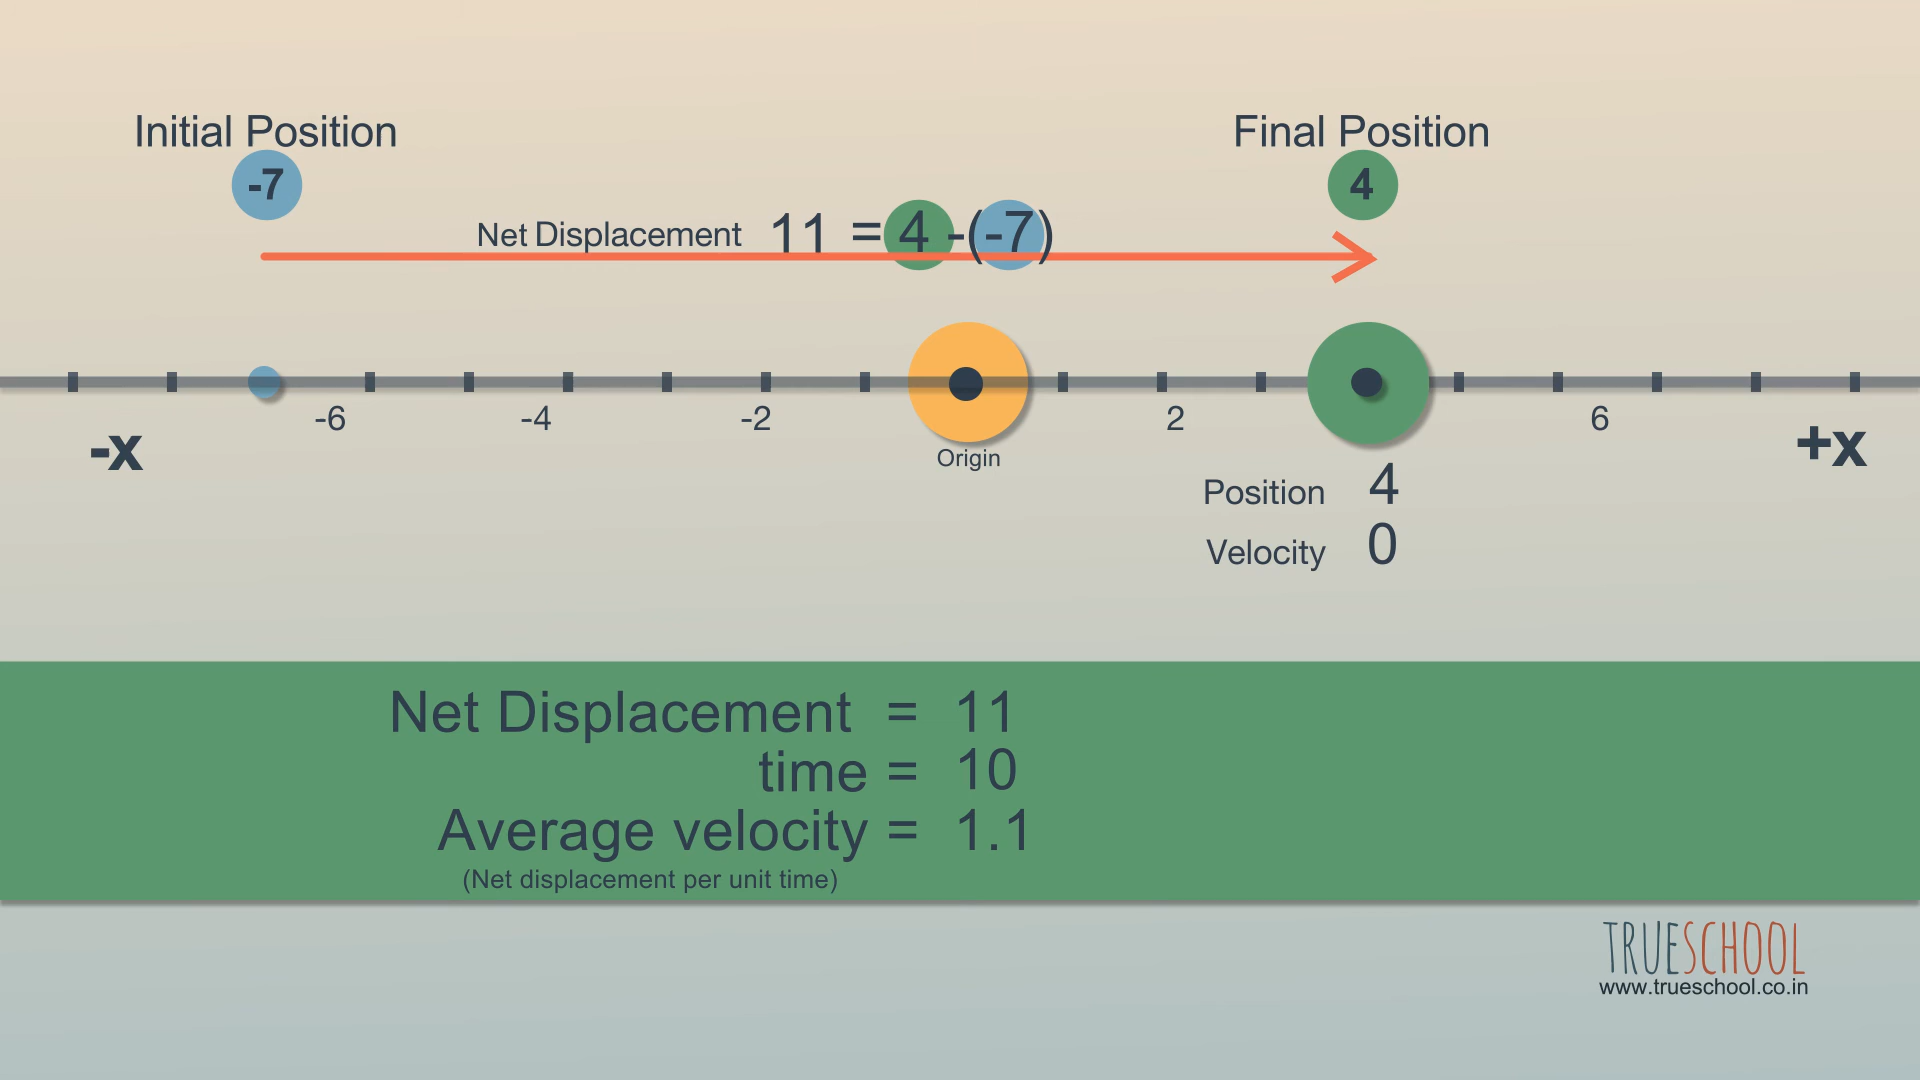 Initial Position
Final Position
-7
4
Net Displacement 11 = 4 -(-7)
-6
-4
-2
2
6
-x
+x
Origin
Position 4
Velocity 0
Net Displacement = 11
time = 10
Average velocity = 1.1
(Net displacement per unit time)
TRUESCHOOL
www.trueschool.co.in